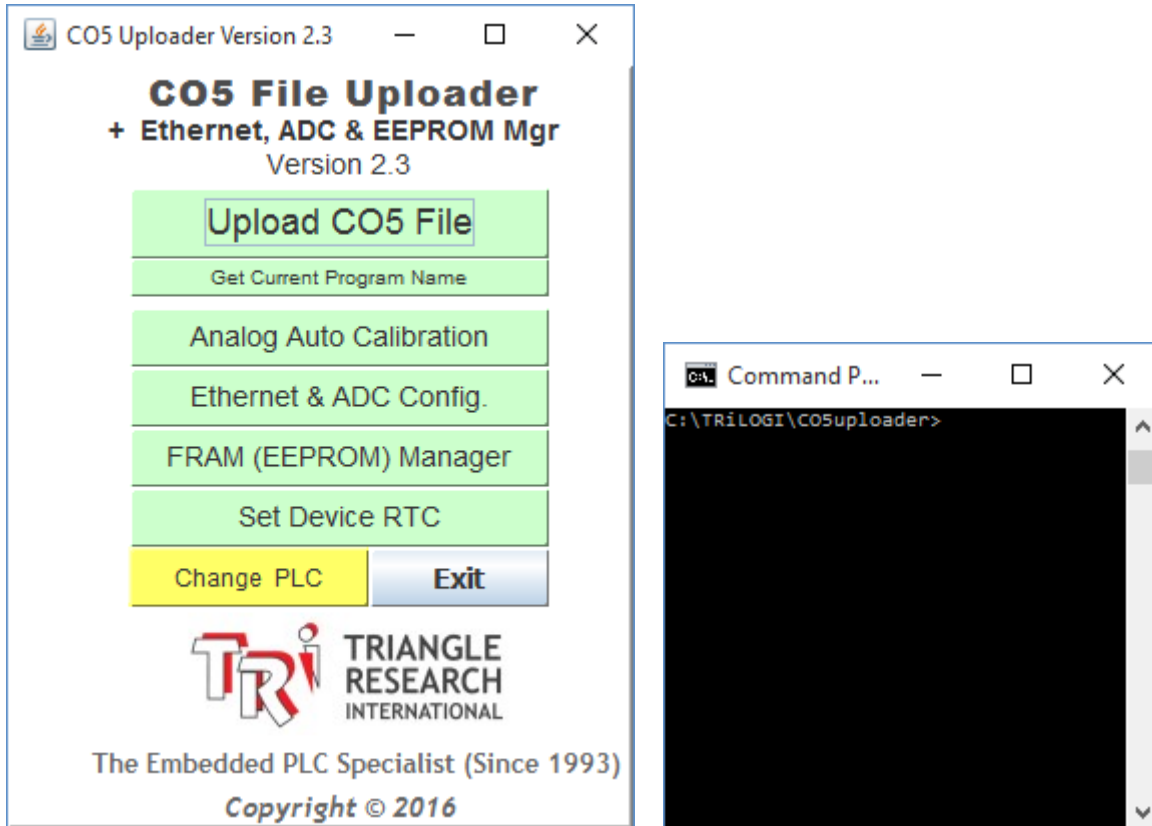 CO5 Uploader Version 2.3
CO5 File Uploader
+ Ethernet, ADC & EEPROM Mgr
Version 2.3
Upload CO5 File
Get Current Program Name
Analog Auto Calibration
Ethernet & ADC Config.
FRAM (EEPROM) Manager
Set Device RTC
Change PLC
Exit
TRi
TRIANGLE
RESEARCH
INTERNATIONAL
The Embedded PLC Specialist (Since 1993)
Copyright © 2016
C:\.
Command P...
C:\TRiLOGI\CO5uploader>